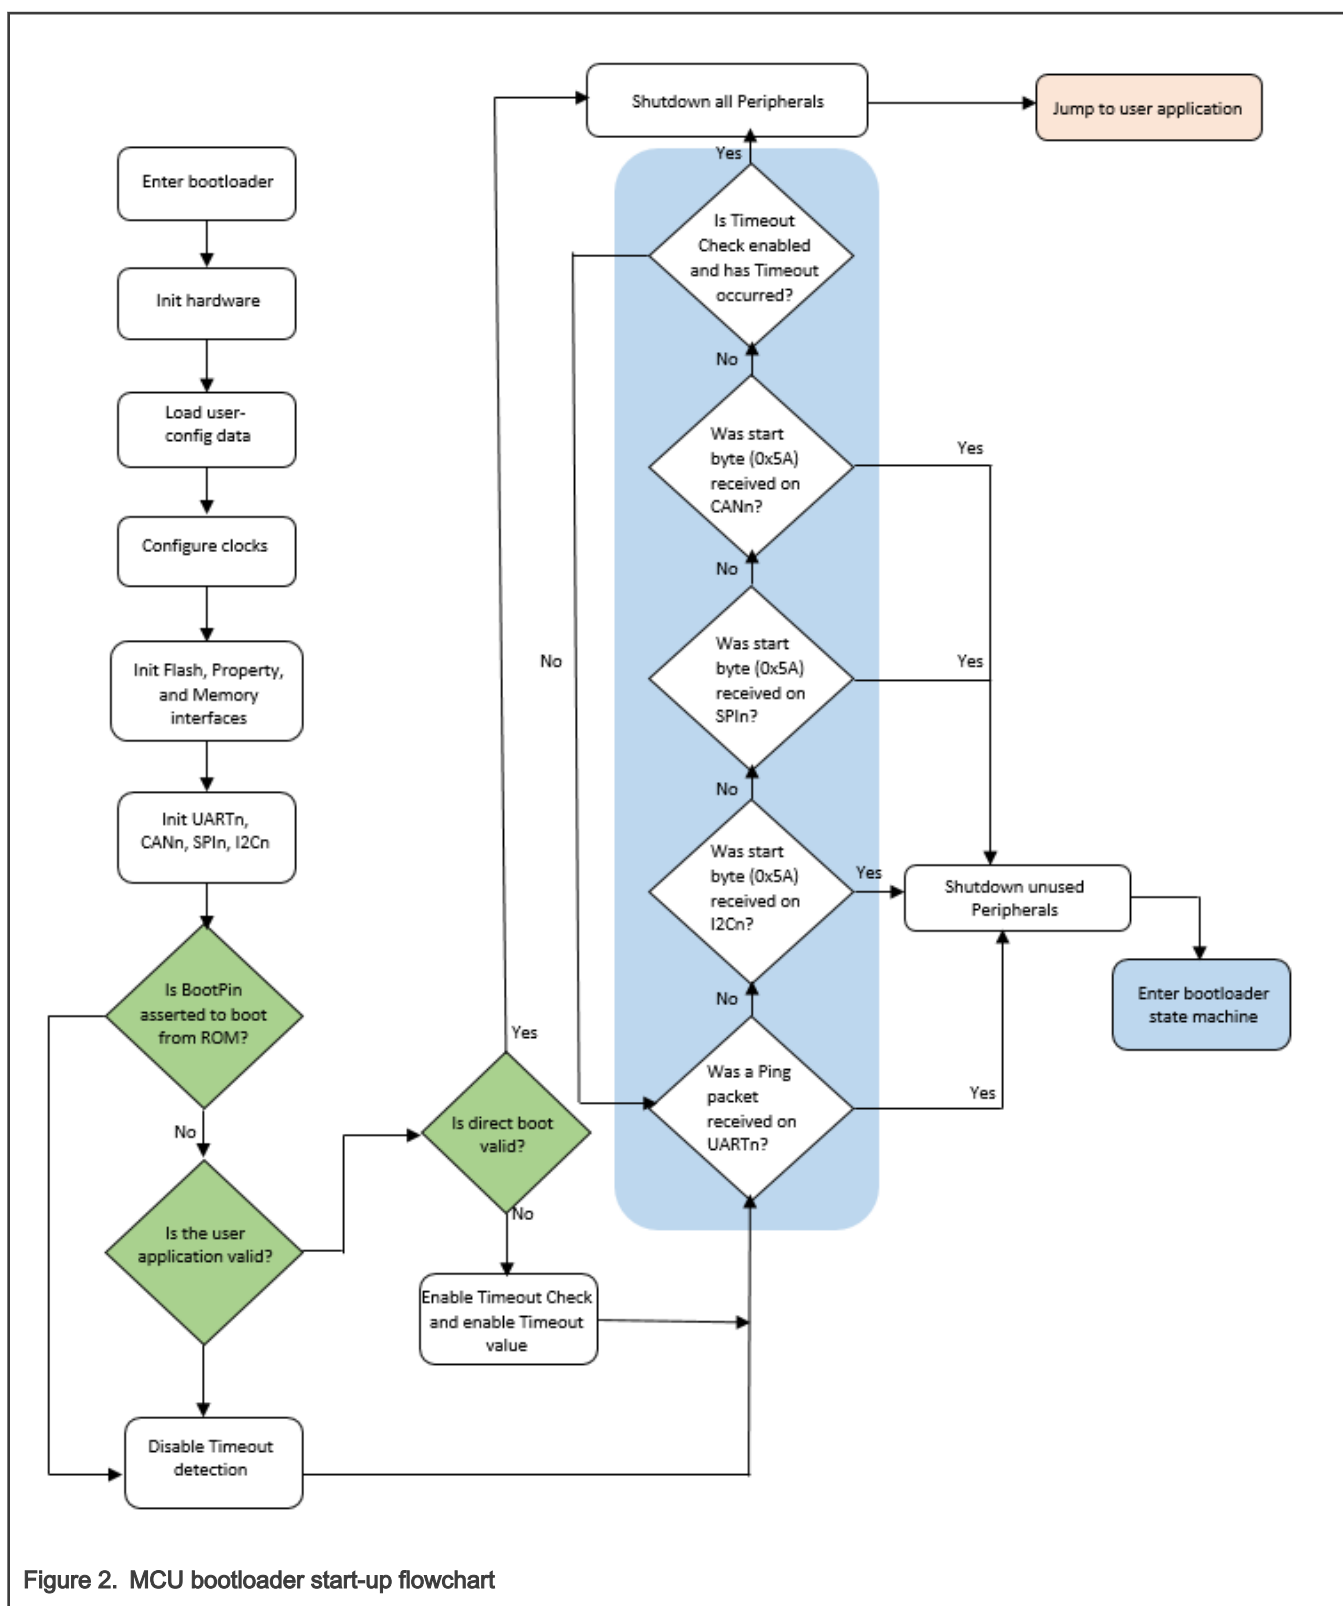 Enter bootloader
Init hardware
Load user-
config data
Configure clocks
Init Flash, Property,
and Memory
interfaces
Init UARTn,
CANn, SPIn, I2Cn
Is BootPin
asserted to boot
from ROM?
No
Is the user
application valid?
Disable Timeout
detection
Yes
Is direct boot
valid?
No
Enable Timeout Check
and enable Timeout
value
Shutdown all Peripherals
Jump to user application
Yes
Is Timeout
Check enabled
and has Timeout
occurred?
No
No
Was start
byte (0x5A)
received on
CANn?
Yes
No
Was start
byte (0x5A)
received on
SPIn?
Yes
No
Was start
byte (0x5A)
received on
I2Cn?
Yes
No
Was a Ping
packet
received on
UARTn?
Yes
Shutdown unused
Peripherals
Enter bootloader
state machine
Figure 2. MCU bootloader start-up flowchart